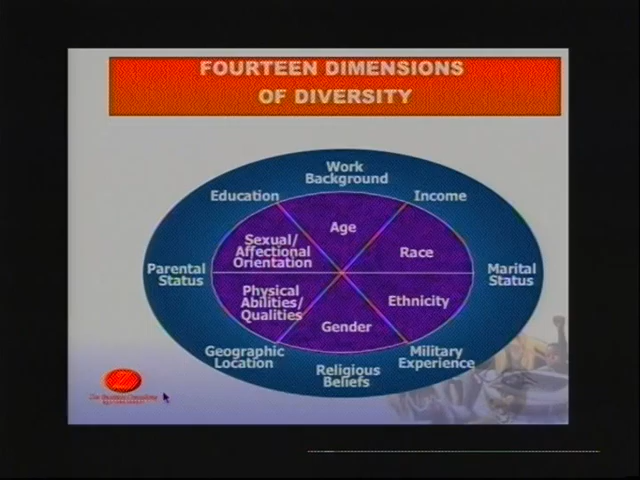 FOURTEEN DIMENSIONS
OF DIVERSITY
Work
Background
Education
Income
Age
Sexual/
Affectional
Orientation
Race
Parental
Status
Marital
Status
Physical
Abilities/
Qualities
Ethnicity
Gender
Geographic
Location
Military
Experience
Religious
Beliefs